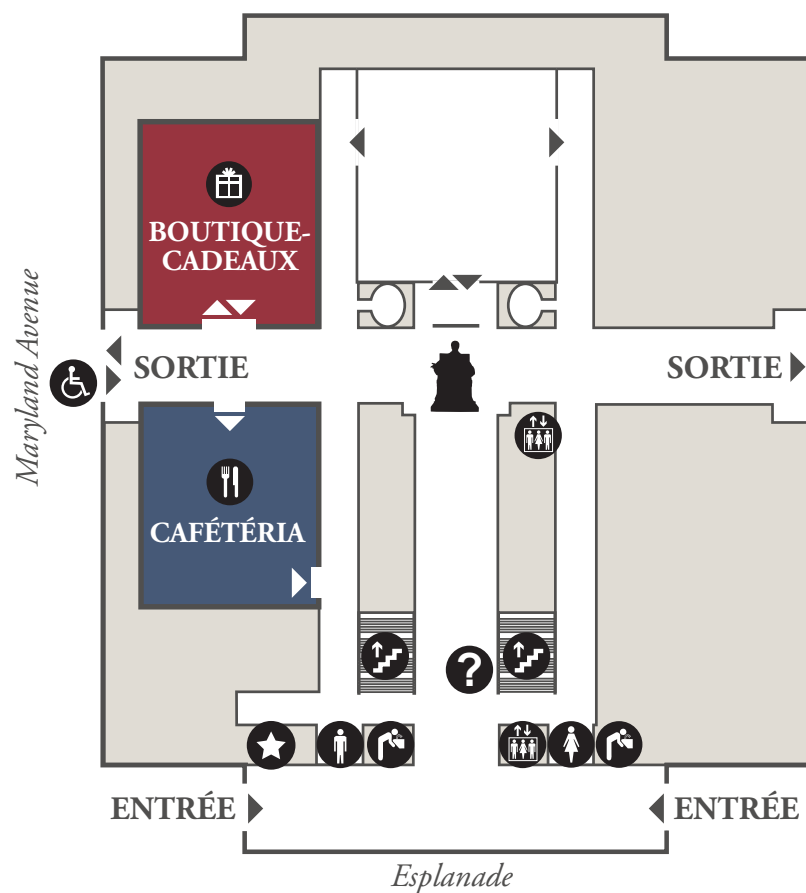 BOUTIQUE-
CADEAUX
Maryland Avenue
SORTIE
SORTIE
CAFÉTÉRIA
?
ENTRÉE
ENTRÉE
Esplanade